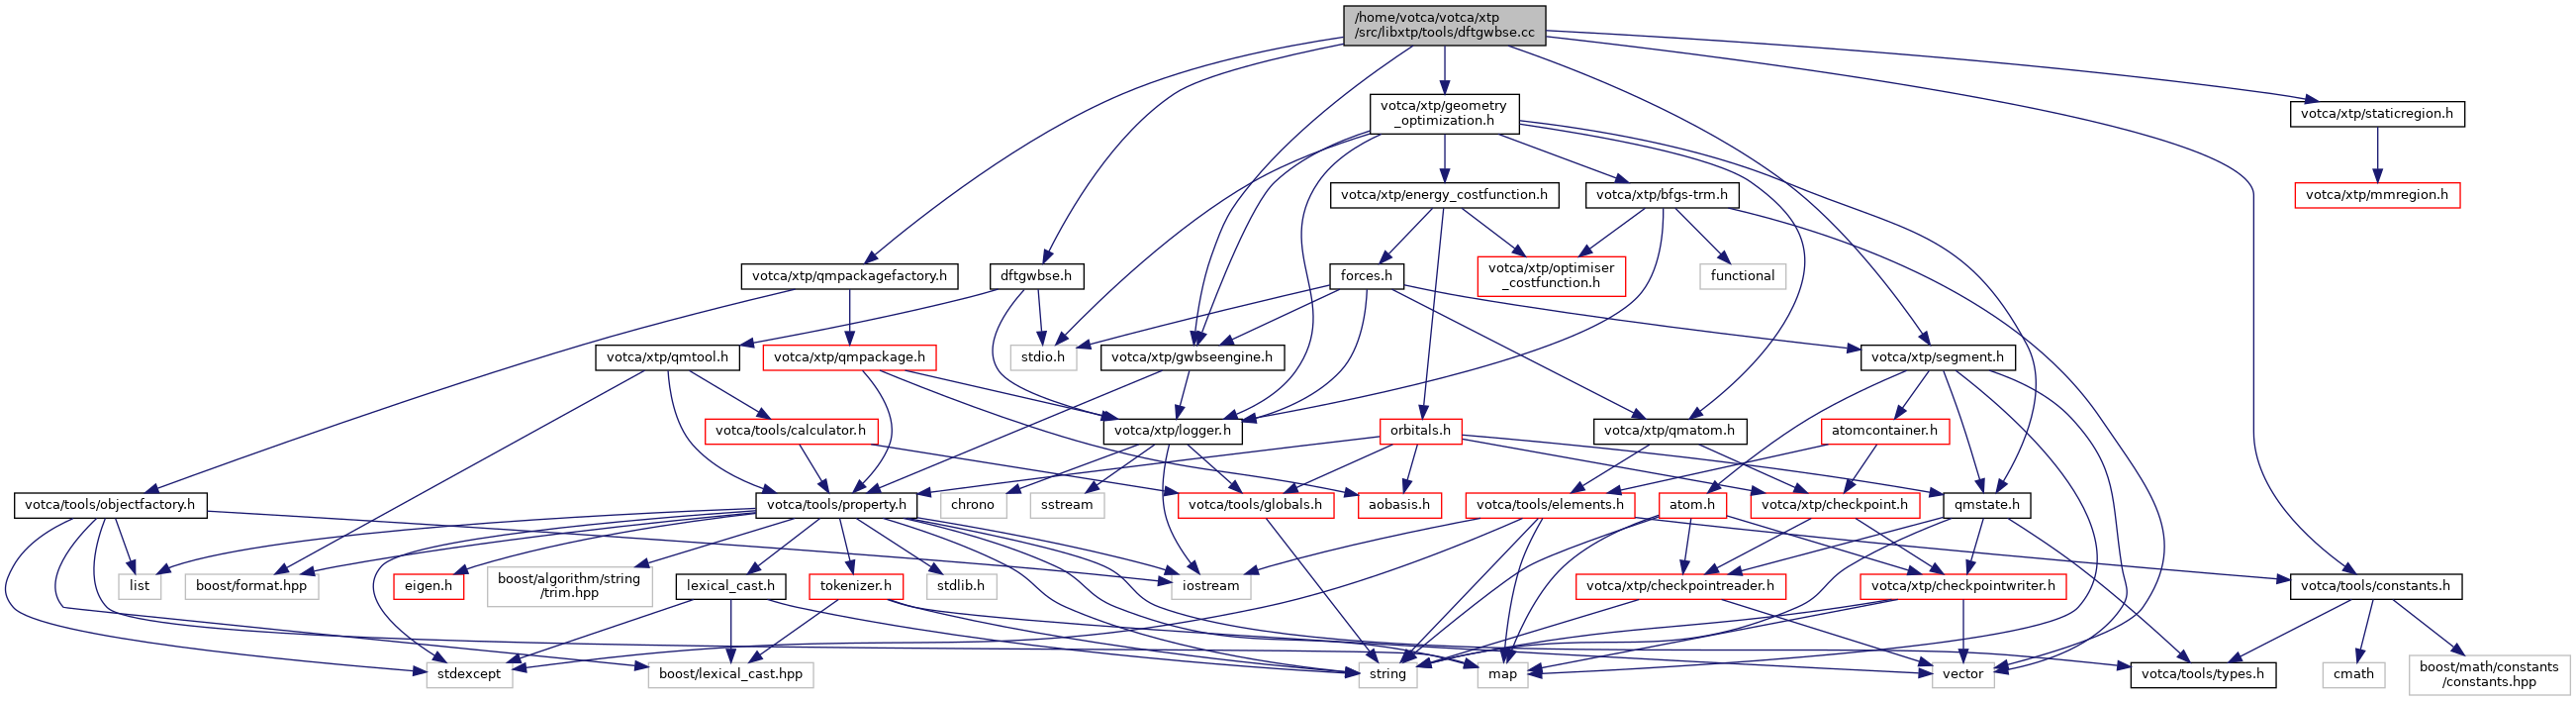 /home/votca/votca/xtp
/src/libxtp/tools/dftgwbse.cc
votca/xtp/geometry
_optimization.h
votca/xtp/staticregion.h
votca/xtp/energy_costfunction.h
votca/xtp/bfgs-trm.h
votca/xtp/mmregion.h
votca/xtp/qmpackagefactory.h
dftgwbse.h
forces.h
votca/xtp/optimiser
_costfunction.h
functional
votca/xtp/qmtool.h
votca/xtp/qmpackage.h
stdio.h
votca/xtp/gwbseengine.h
votca/xtp/segment.h
votca/tools/calculator.h
votca/xtp/logger.h
orbitals.h
votca/xtp/qmatom.h
atomcontainer.h
votca/tools/objectfactory.h
votca/tools/property.h
chrono
sstream
votca/tools/globals.h
aobasis.h
votca/tools/elements.h
atom.h
votca/xtp/checkpoint.h
qmstate.h
list
boost/format.hpp
eigen.h
boost/algorithm/string
/trim.hpp
lexical_cast.h
tokenizer.h
stdlib.h
iostream
votca/xtp/checkpointreader.h
votca/xtp/checkpointwriter.h
votca/tools/constants.h
stdexcept
boost/lexical_cast.hpp
string
map
vector
votca/tools/types.h
cmath
boost/math/constants
/constants.hpp